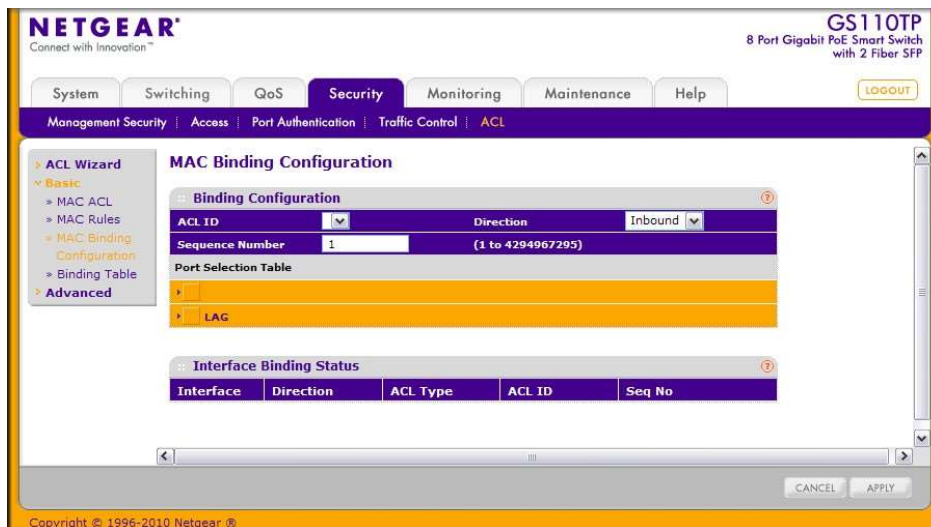 NETGEAR®
Connect with Innovation™
GS110TP
8 Port Gigabit PoE Smart Switch
with 2 Fiber SFP
System Switching QoS Security Monitoring Maintenance Help LOGOUT
Management Security Access Port Authentication Traffic Control ACL
ACL Wizard
Basic
» MAC ACL
» MAC Rules
» MAC Binding
Configuration
» Binding Table
Advanced
MAC Binding Configuration
Binding Configuration ?
ACL ID Direction Inbound
Sequence Number 1 (1 to 4294967295)
Port Selection Table
LAG
Interface Binding Status ?
Interface Direction ACL Type ACL ID Seq No
CANCEL APPLY
Copyright © 1996-2010 Netgear ®